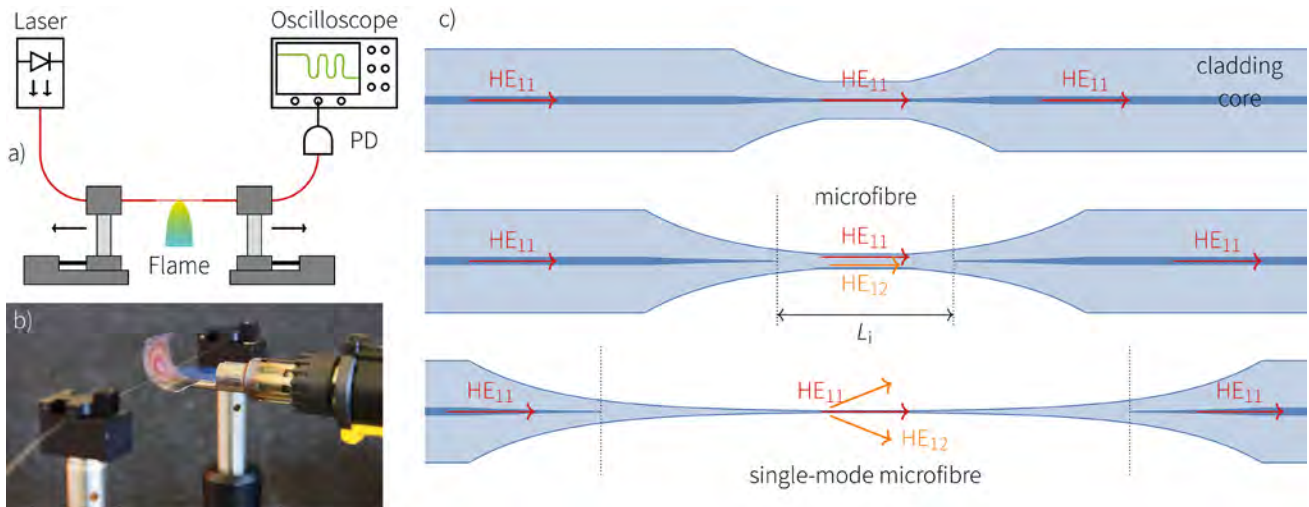 Laser
Oscilloscope
PD
a)
Flame
b)
c)
HE11
HE11
HE11
cladding
core
microfibre
HE11
HE11
HE12
HE11
Li
HE11
HE11
HE12
HE11
single-mode microfibre